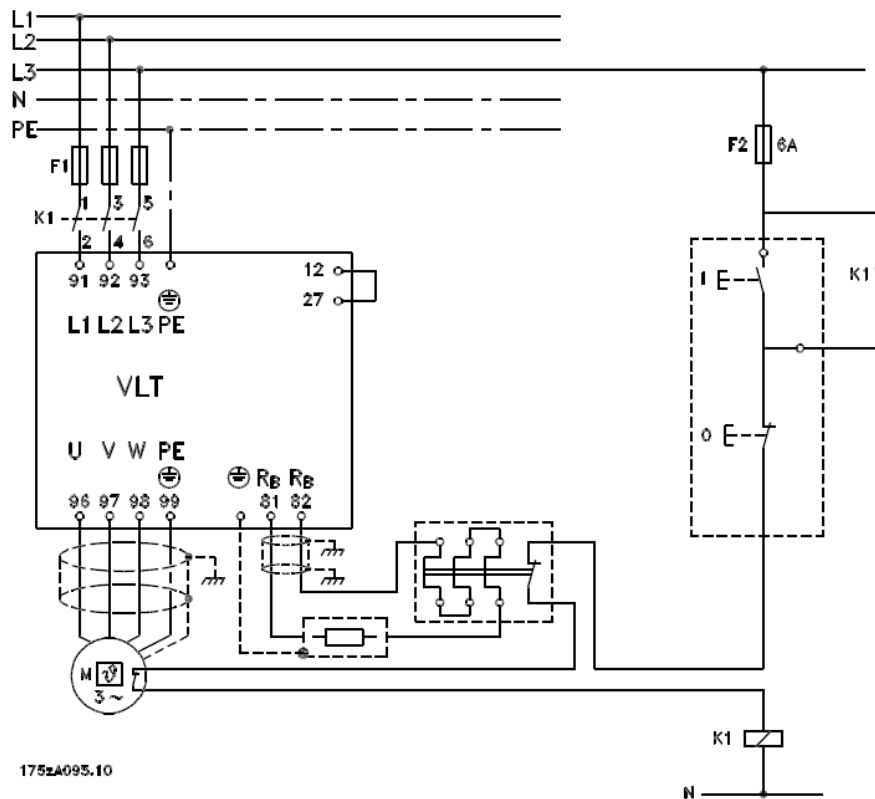 L1
L2
L3
N
PE
F1
F2 6A
1 3 5
K1
2 4 6
91 92 93
12
27
I
K1
L1 L2 L3 PE
VLT
0
U V W PE
RB RB
96 97 98 99
81 82
M
3 ~
K1
175ZA095.10
N